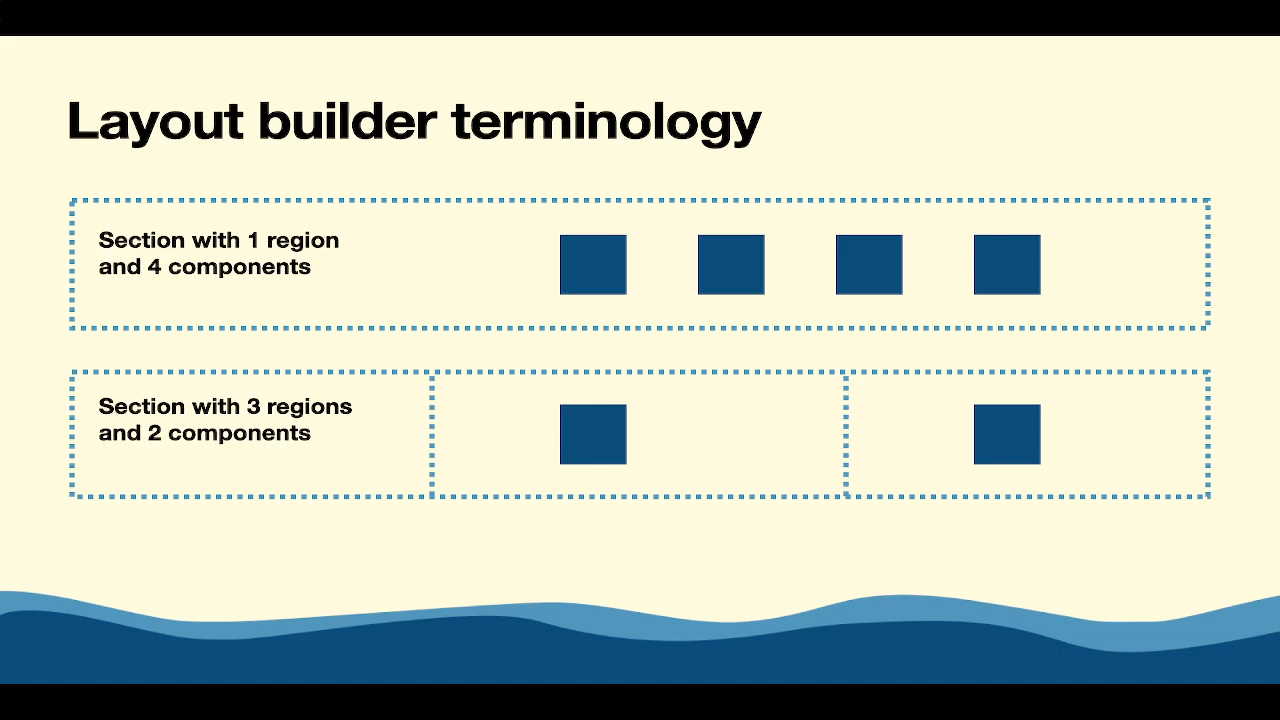 Layout builder terminology
Section with 1 region
and 4 components
Section with 3 regions
and 2 components